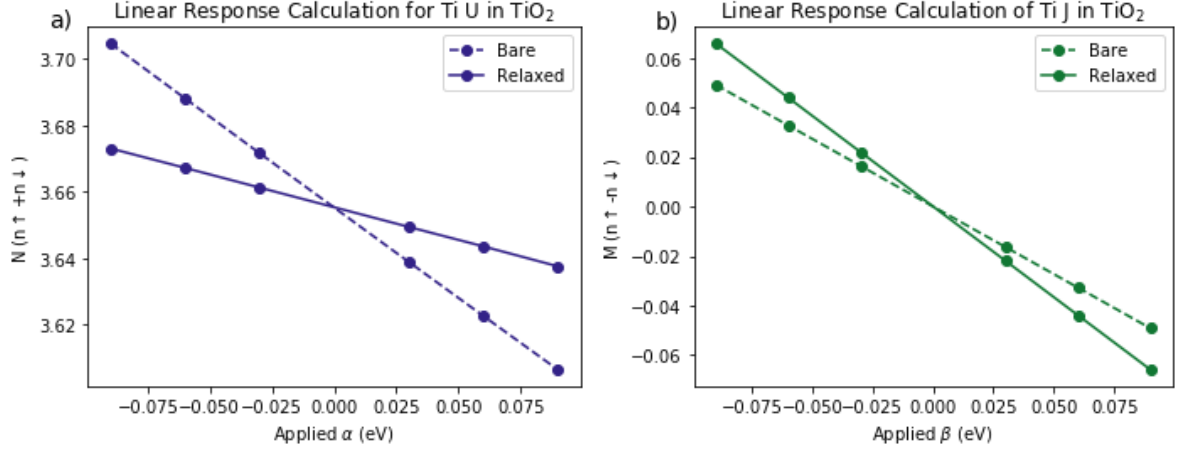 a) Linear Response Calculation for Ti U in TiO₂
Bare
Relaxed
3.70
3.68
3.66
3.64
3.62
N (n↑+n↓)
−0.075 −0.050 −0.025 0.000 0.025 0.050 0.075
Applied α (eV)
b) Linear Response Calculation of Ti J in TiO₂
Bare
Relaxed
0.06
0.04
0.02
0.00
−0.02
−0.04
−0.06
M (n↑-n↓)
−0.075 −0.050 −0.025 0.000 0.025 0.050 0.075
Applied β (eV)